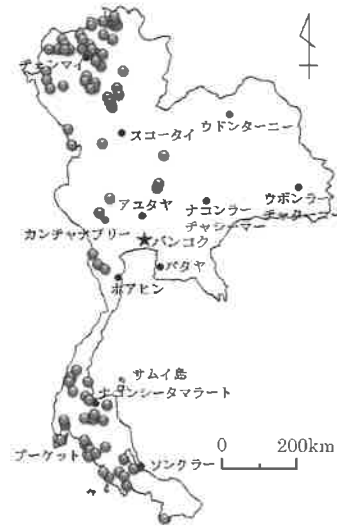 チェンマイ
スコータイ
ウドンターニー
アユタヤ
ナコンラー
チャシーマー
ウボンラー
チャターニー
カンチャナブリー
バンコク
パタヤ
ホアヒン
サムイ島
ナコンシータマラート
プーケット
ソンクラー
0 200km